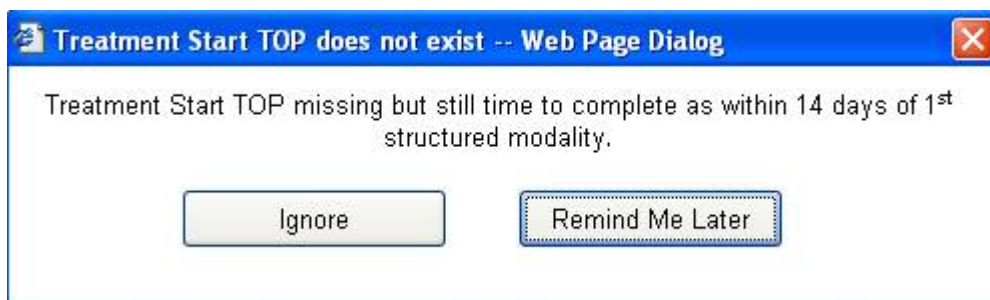 Treatment Start TOP does not exist -- Web Page Dialog
Treatment Start TOP missing but still time to complete as within 14 days of 1st
structured modality.
Ignore
Remind Me Later